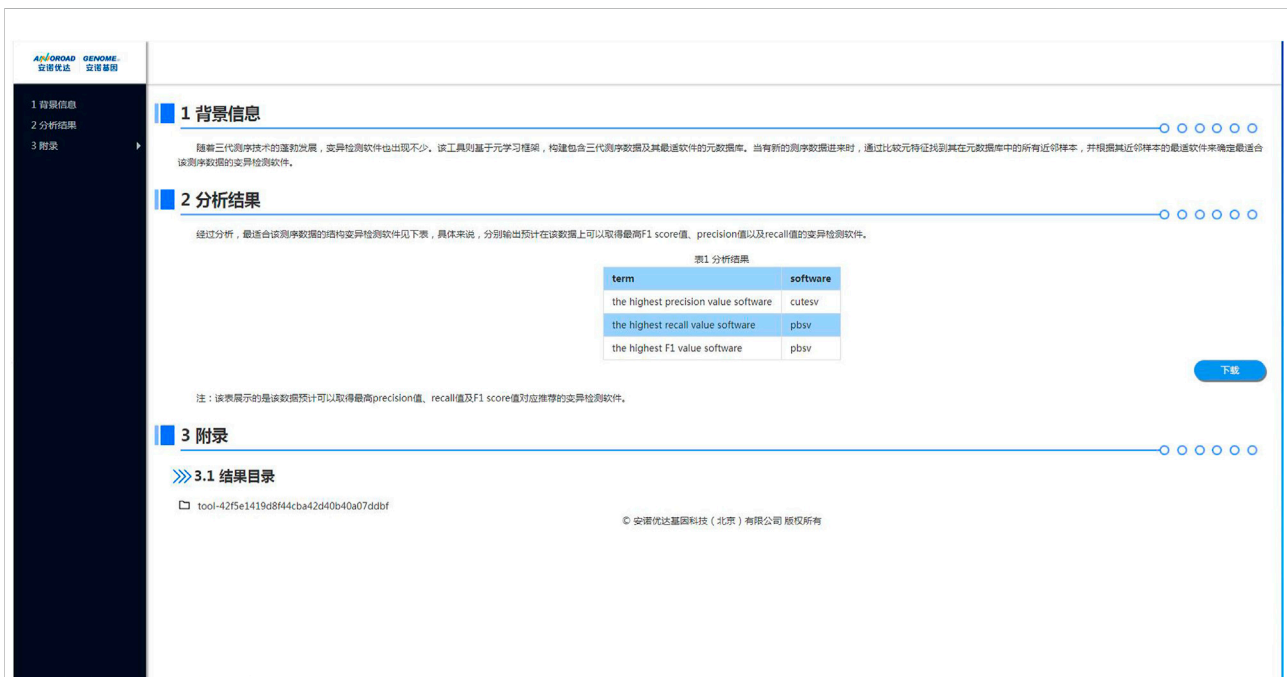 ANNOROAD GENOME
安诺优达 安诺基因
1 背景信息
2 分析结果
3 附录
1 背景信息
随着三代测序技术的蓬勃发展，变异检测软件也出现不少。该工具则基于元学习框架，构建包含三代测序数据及其最适软件的元数据库。当有新的测序数据进来时，通过比较元特征找到其在元数据库中的所有近邻样本，并根据其近邻样本的最适软件来确定最适合
该测序数据的变异检测软件。
2 分析结果
经过分析，最适合该测序数据的结构变异检测软件见下表，具体来说，分别输出预计在该数据上可以取得最高F1 score值、precision值以及recall值的变异检测软件。
表1 分析结果
term software
the highest precision value software cutesv
the highest recall value software pbsv
the highest F1 value software pbsv
下载
注：该表展示的是该数据预计可以取得最高precision值、recall值及F1 score值对应推荐的变异检测软件。
3 附录
3.1 结果目录
tool-42f5e1419d8f44cba42d40b40a07ddbf
© 安诺优达基因科技（北京）有限公司 版权所有